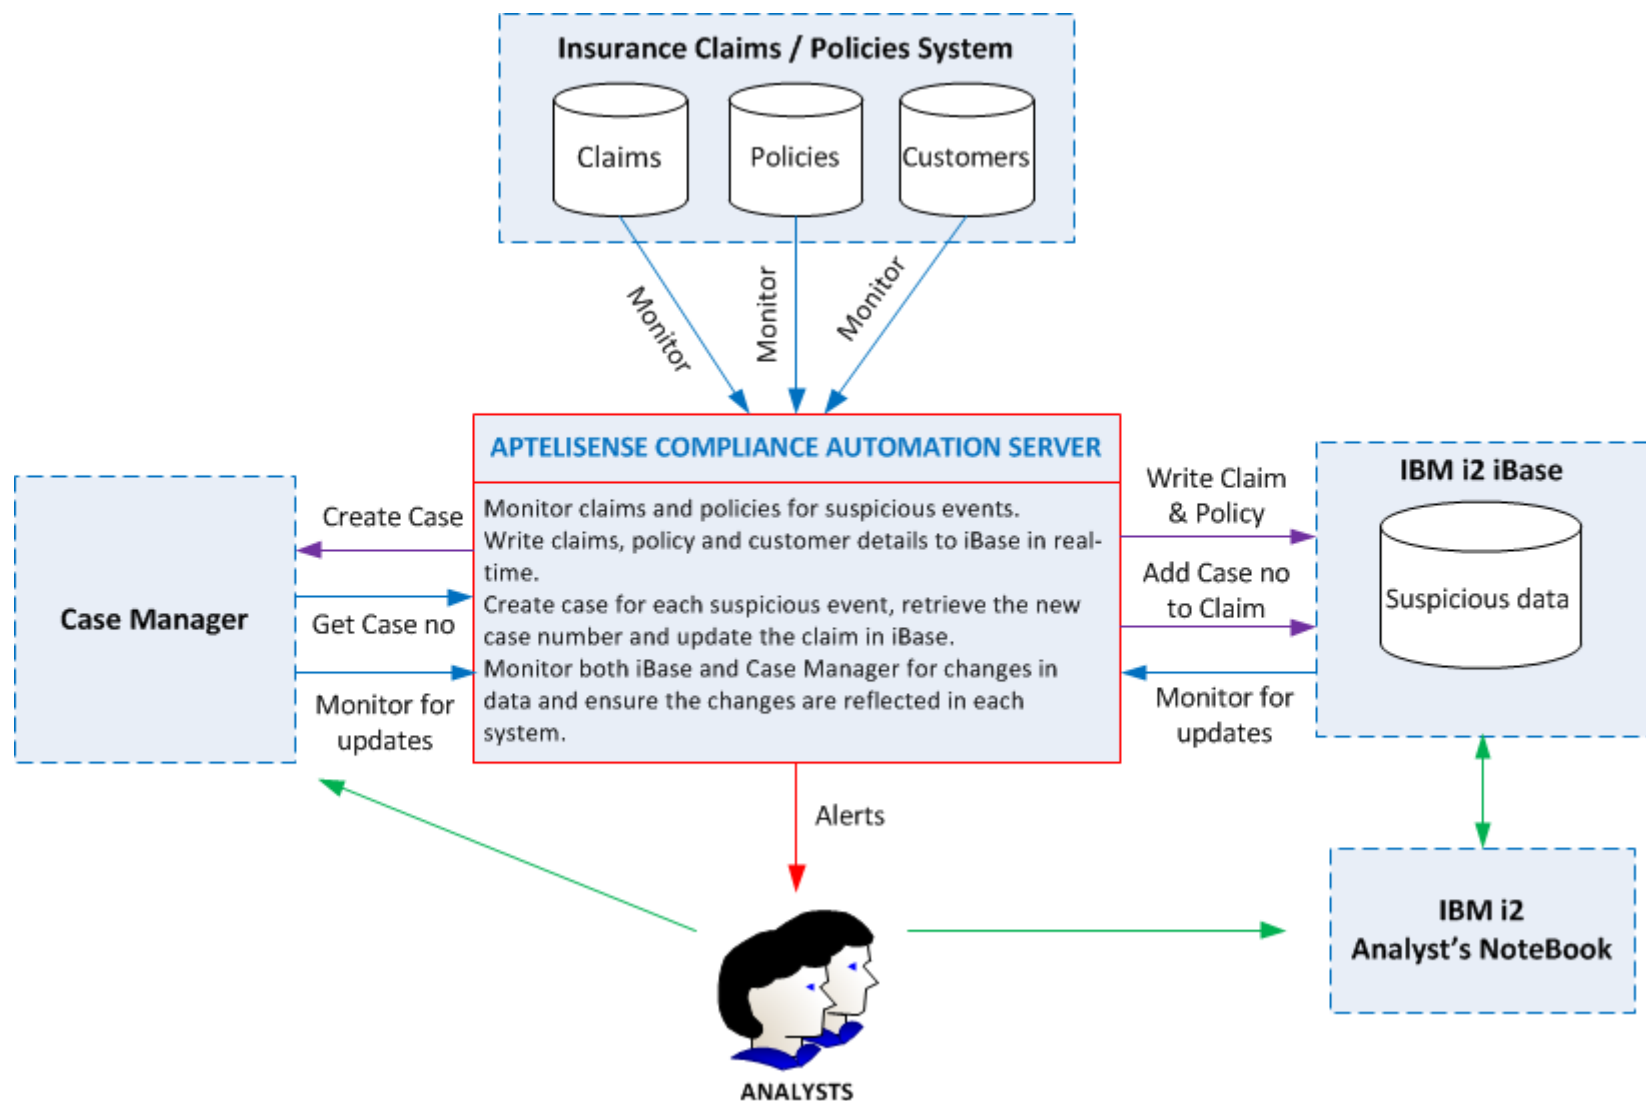 Insurance Claims / Policies System
Claims
Policies
Customers
Monitor
Monitor
Monitor
APTELISENSE COMPLIANCE AUTOMATION SERVER
Monitor claims and policies for suspicious events.
Write claims, policy and customer details to iBase in real-
time.
Create case for each suspicious event, retrieve the new
case number and update the claim in iBase.
Monitor both iBase and Case Manager for changes in
data and ensure the changes are reflected in each
system.
Case Manager
Create Case
Get Case no
Monitor for
updates
Write Claim
& Policy
Add Case no
to Claim
Monitor for
updates
IBM i2 iBase
Suspicious data
Alerts
IBM i2
Analyst’s NoteBook
ANALYSTS